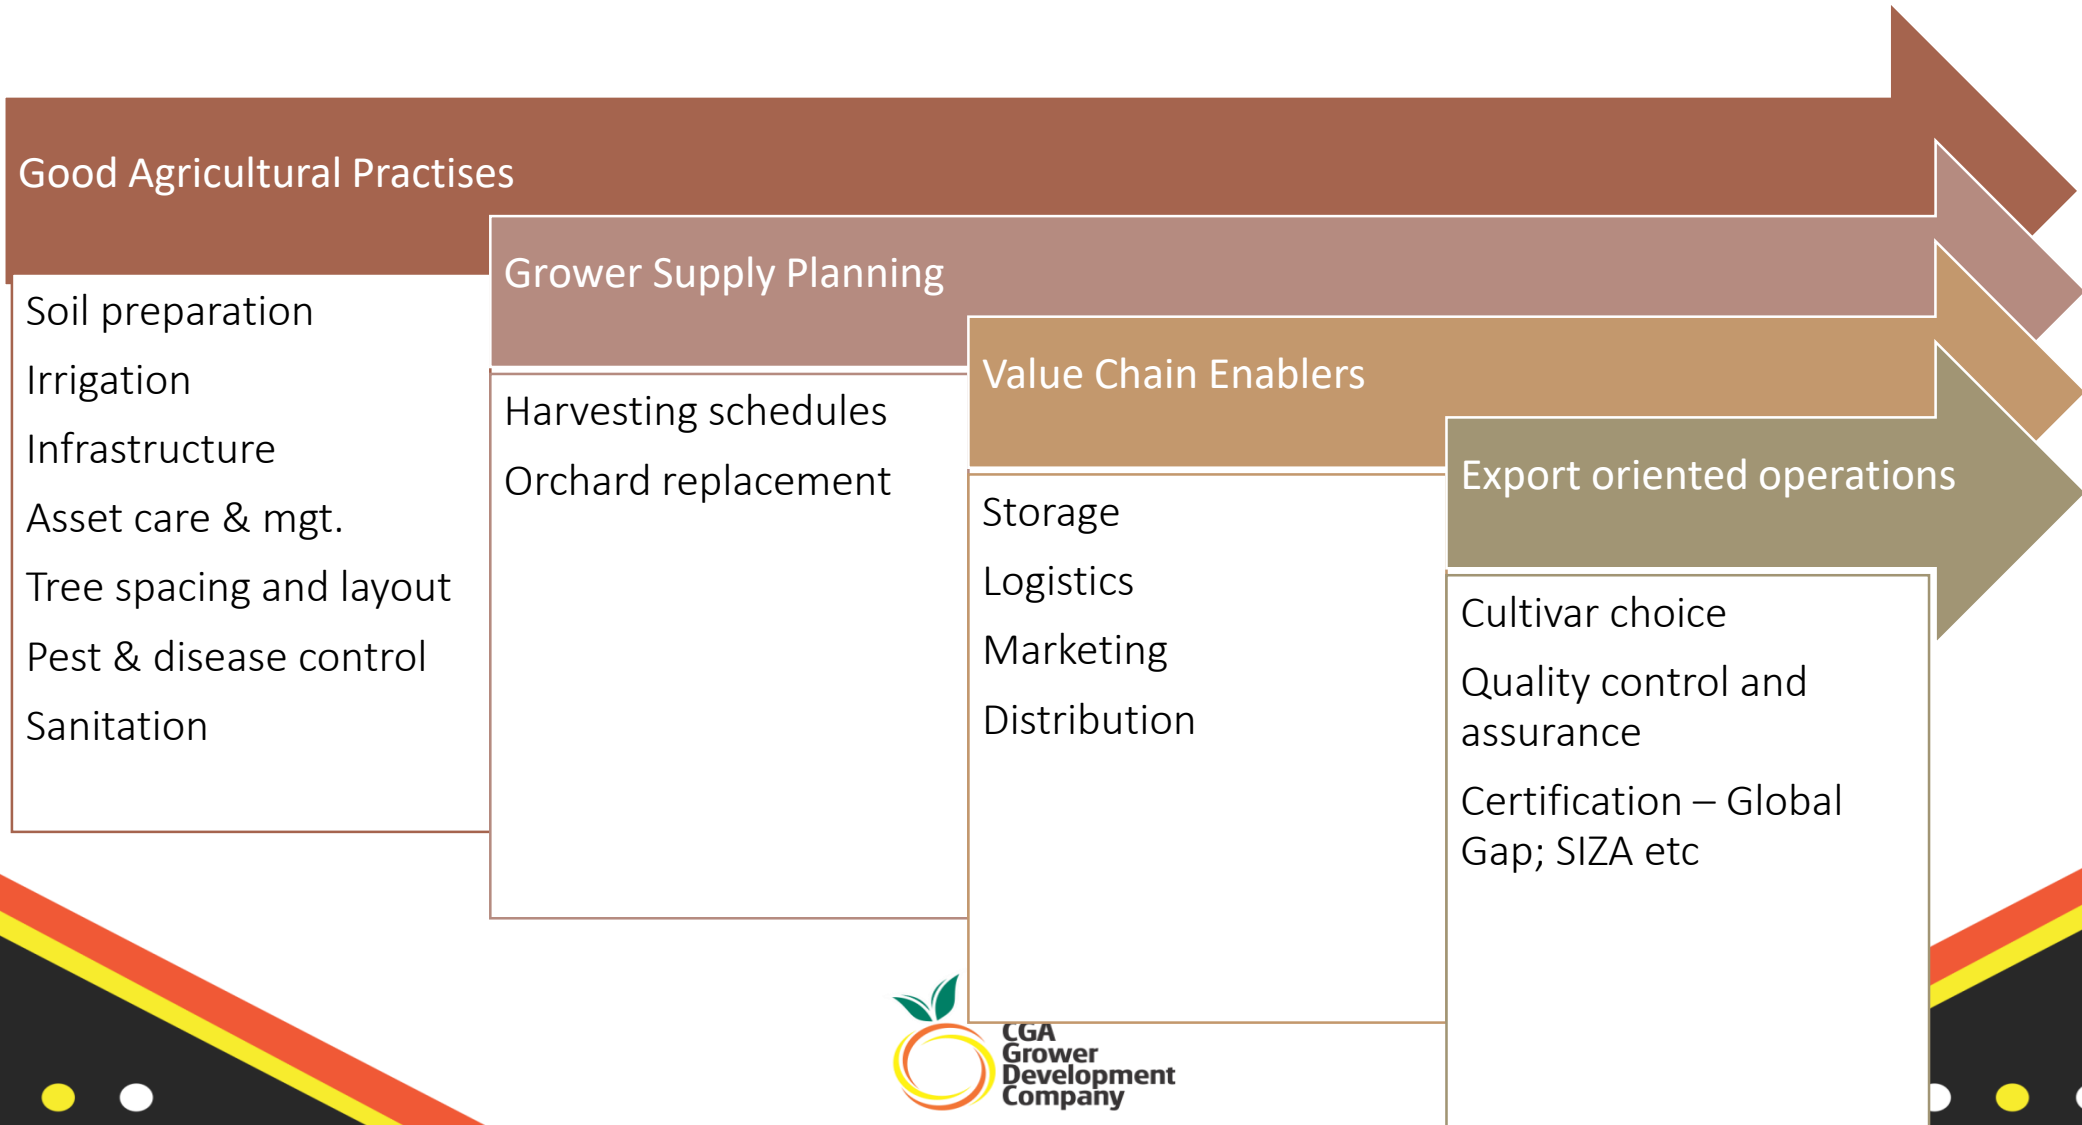 Good Agricultural Practises
Soil preparation
Irrigation
Infrastructure
Asset care & mgt.
Tree spacing and layout
Pest & disease control
Sanitation
Grower Supply Planning
Harvesting schedules
Orchard replacement
Value Chain Enablers
Storage
Logistics
Marketing
Distribution
Export oriented operations
Cultivar choice
Quality control and
assurance
Certification – Global
Gap; SIZA etc
CGA
Grower
Development
Company